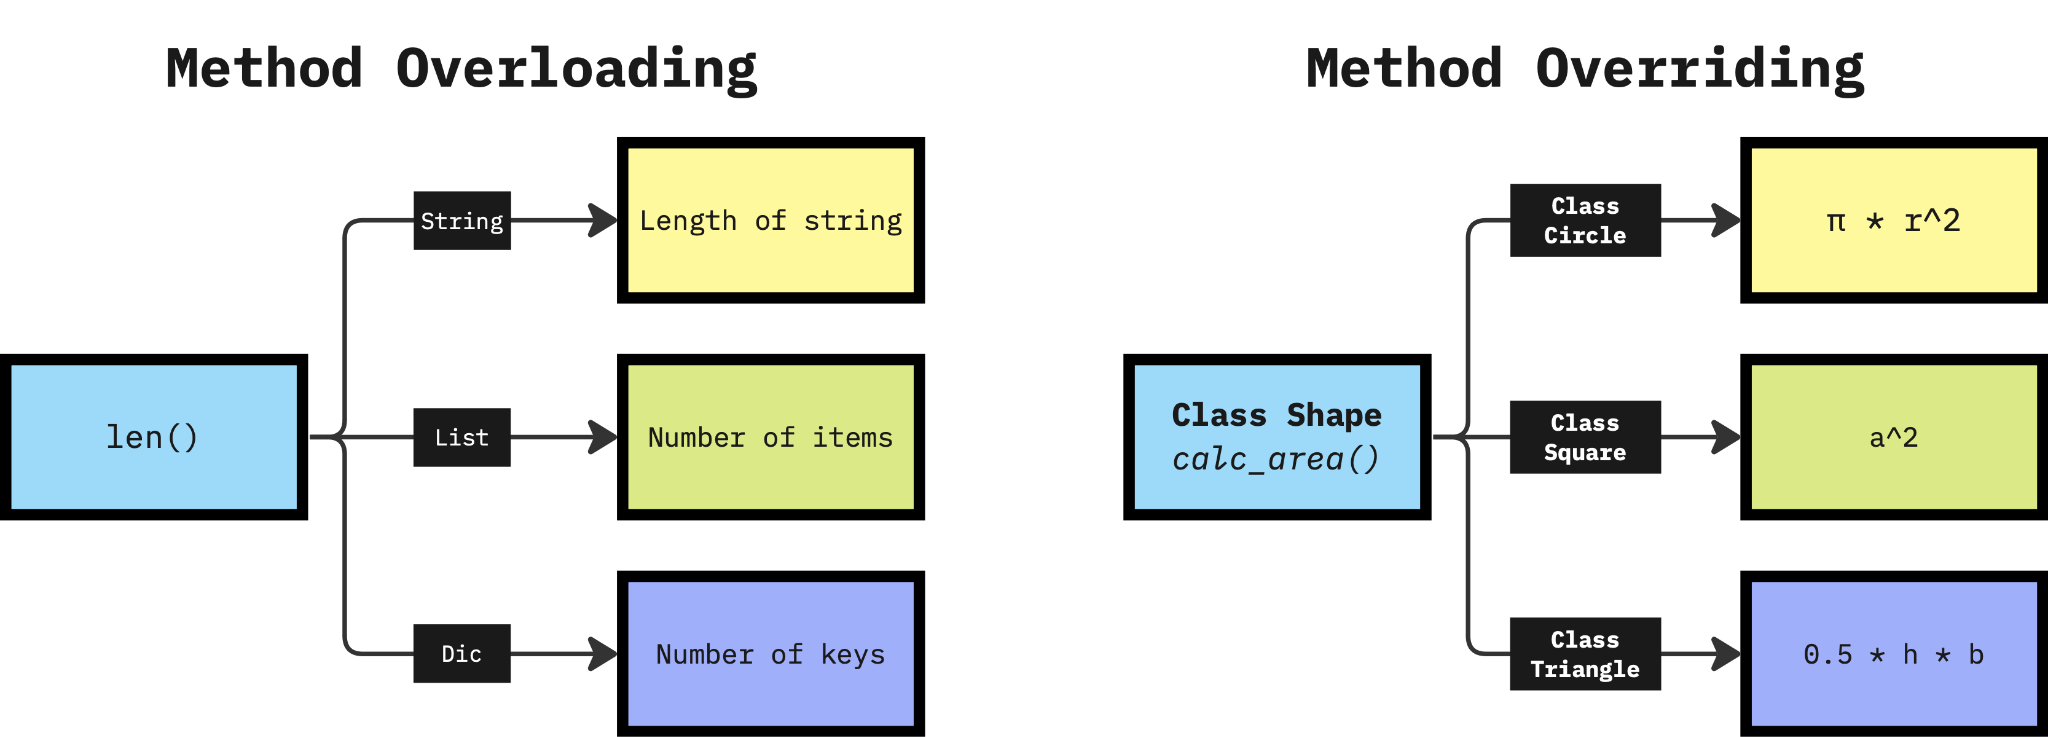 Method Overloading
len()
String
Length of string
List
Number of items
Dic
Number of keys
Method Overriding
Class Shape
calc_area()
Class
Circle
π * r^2
Class
Square
a^2
Class
Triangle
0.5 * h * b